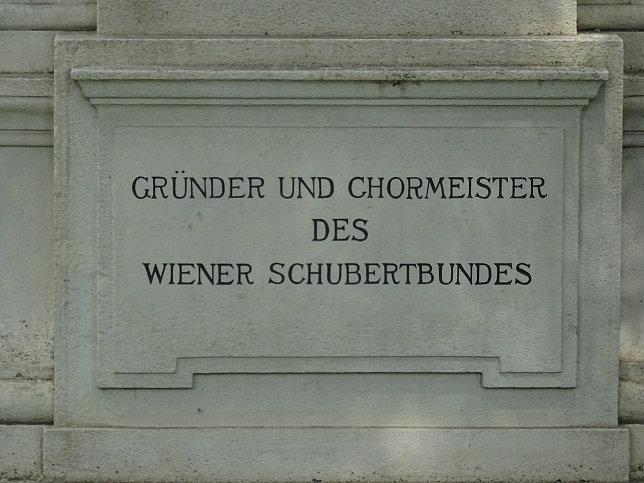 GRÜNDER UND CHORMEISTER
DES
WIENER SCHUBERTBUNDES